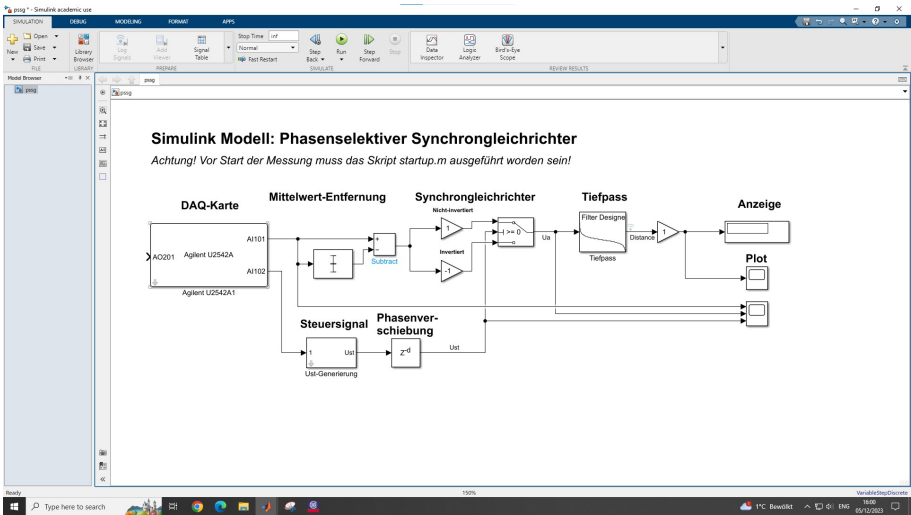 pssg * - Simulink academic use
SIMULATION DEBUG MODELING FORMAT APPS
New
Open
Save
Print
FILE
Library Browser
LIBRARY
Log Signals
Add Viewer
Signal Table
PREPARE
Stop Time inf
Normal
Fast Restart
Step Back
Run
Step Forward
Stop
SIMULATE
Data Inspector
Logic Analyzer
Bird's-Eye Scope
REVIEW RESULTS
Model Browser
pssg
pssg
pssg
Simulink Modell: Phasenselektiver Synchrongleichrichter
Achtung! Vor Start der Messung muss das Skript startup.m ausgeführt worden sein!
DAQ-Karte
Mittelwert-Entfernung
Synchrongleichrichter
Tiefpass
Anzeige
Nicht-invertiert
Invertiert
AO201
Agilent U2542A
AI101
AI102
Agilent U2542A1
+
−
Subtract
1
-1
>= 0
Ua
Filter Designe
Tiefpass
Distance
1
Plot
Steuersignal
Phasenver-
schiebung
1
Ust
Ust-Generierung
Z-d
Ust
Ready
150%
VariableStepDiscrete
Type here to search
1°C Bewölkt
ENG
16:00
05/12/2023